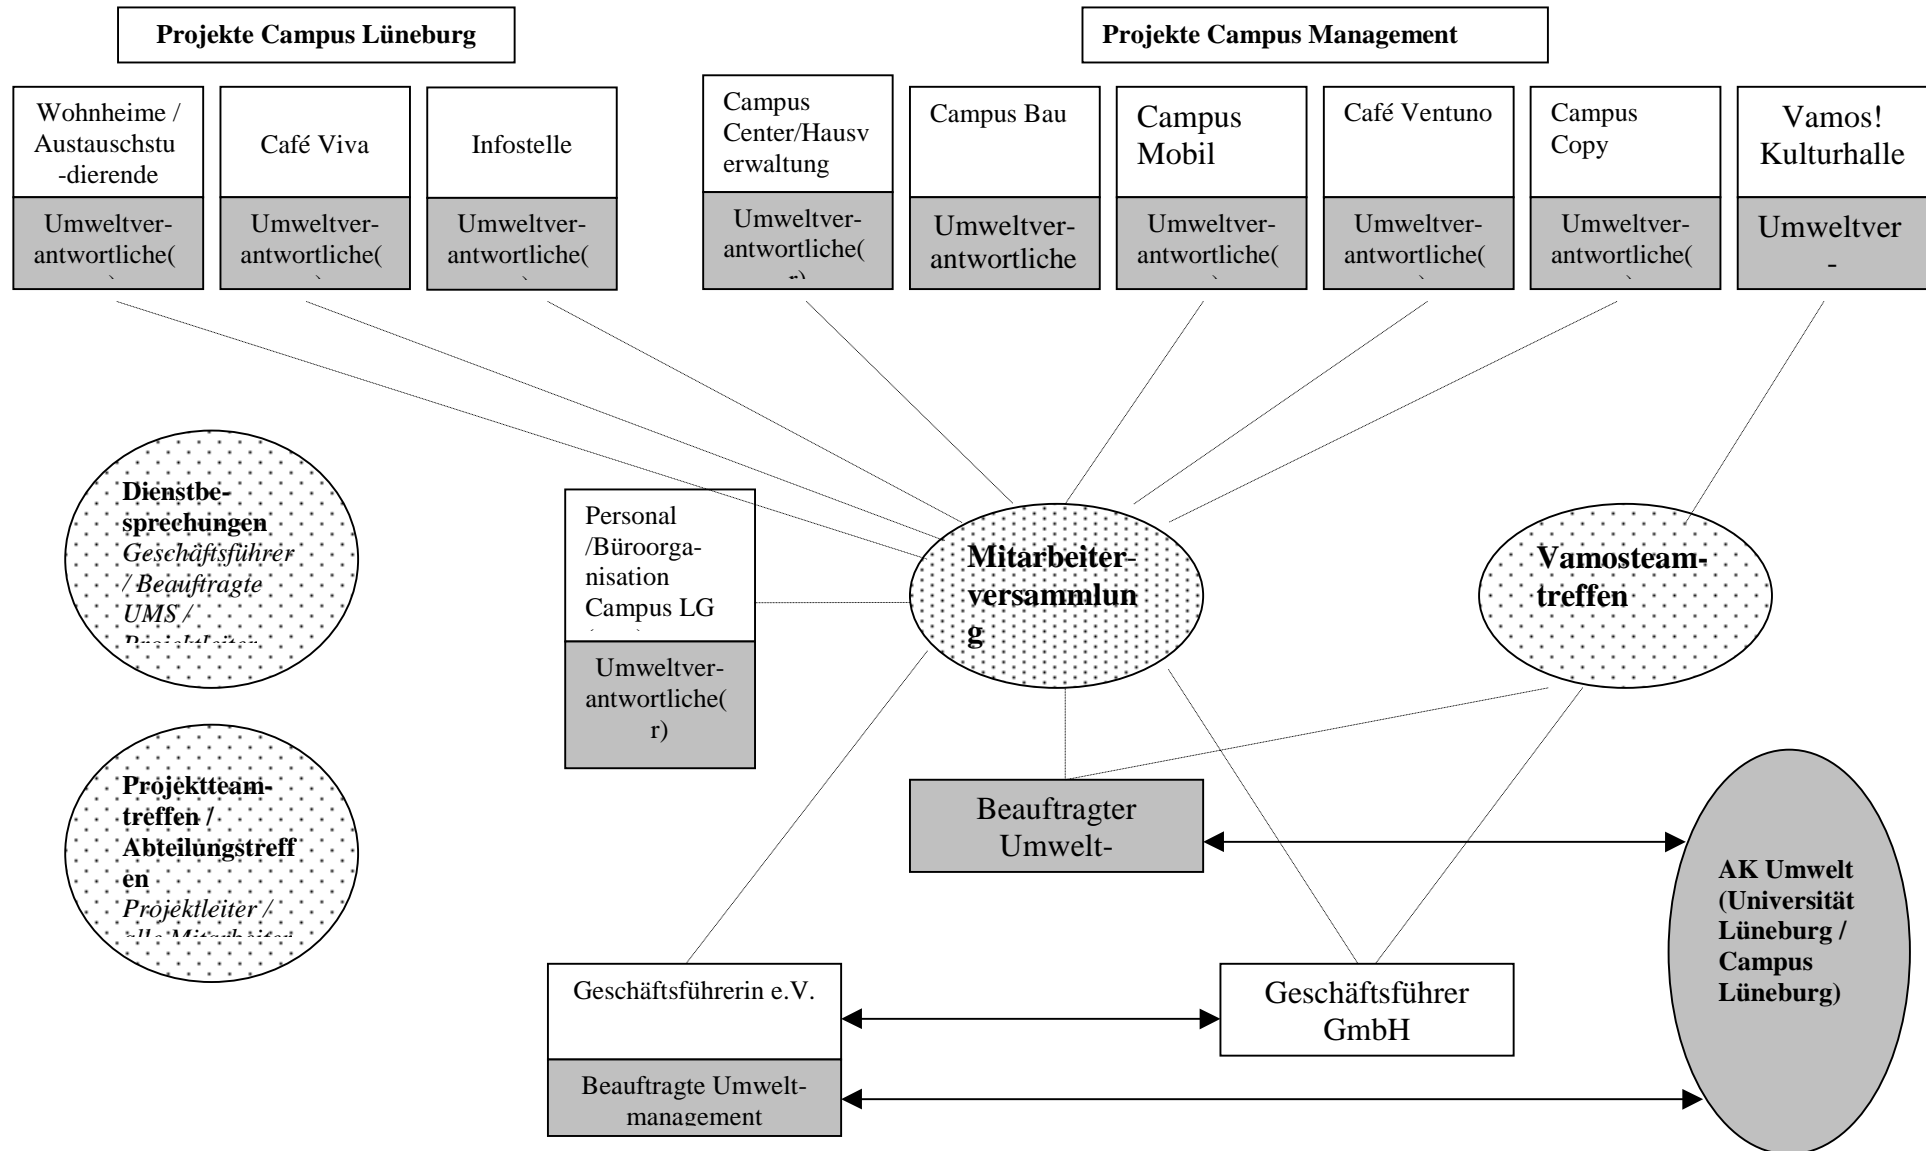 Projekte Campus Lüneburg
Projekte Campus Management
Wohnheime /
Austauschstu
-dierende
Umweltver-
antwortliche(
Café Viva
Umweltver-
antwortliche(
Infostelle
Umweltver-
antwortliche(
Campus
Center/Hausv
erwaltung
Umweltver-
antwortliche(
r)
Campus Bau
Umweltver-
antwortliche
Campus
Mobil
Umweltver-
antwortliche(
Café Ventuno
Umweltver-
antwortliche(
Campus
Copy
Umweltver-
antwortliche(
Vamos!
Kulturhalle
Umweltver
-
Dienstbe-
sprechungen
Geschäftsführer
/ Beauftragte
UMS /
Projektleiter
Personal
/Büroorga-
nisation
Campus LG
Umweltver-
antwortliche(
r)
Mitarbeiter-
versammlun
g
Vamosteam-
treffen
Projektteam-
treffen /
Abteilungstreff
en
Projektleiter /
alle Mitarbeiter
Beauftragter
Umwelt-
AK Umwelt
(Universität
Lüneburg /
Campus
Lüneburg)
Geschäftsführerin e.V.
Beauftragte Umwelt-
management
Geschäftsführer
GmbH